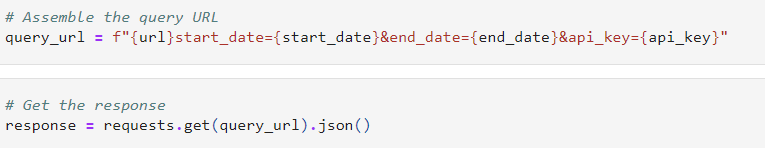 # Assemble the query URL
query_url = f"{url}start_date={start_date}&end_date={end_date}&api_key={api_key}"
# Get the response
response = requests.get(query_url).json()